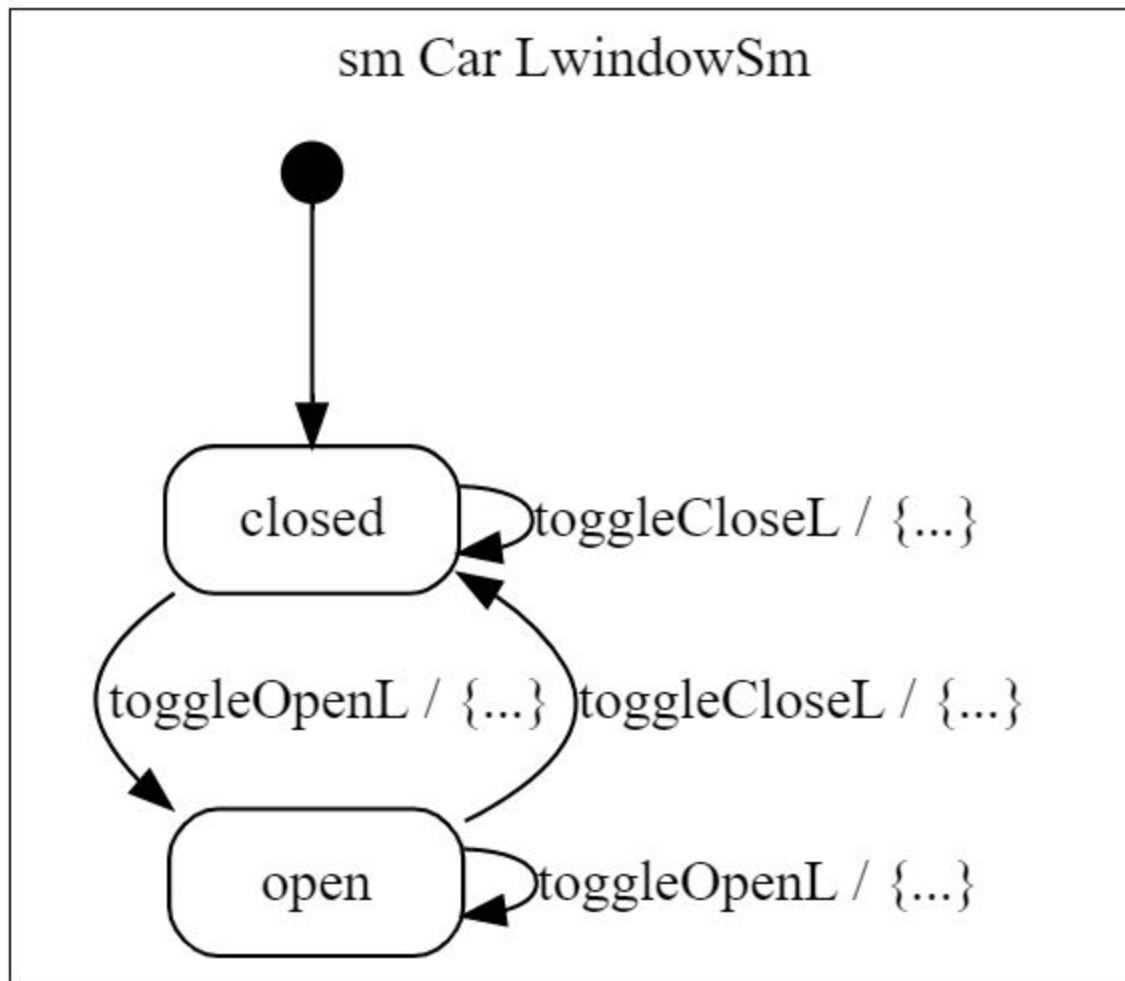 sm Car LwindowSm
closed
toggleCloseL / {...}
toggleOpenL / {...}
toggleCloseL / {...}
open
toggleOpenL / {...}